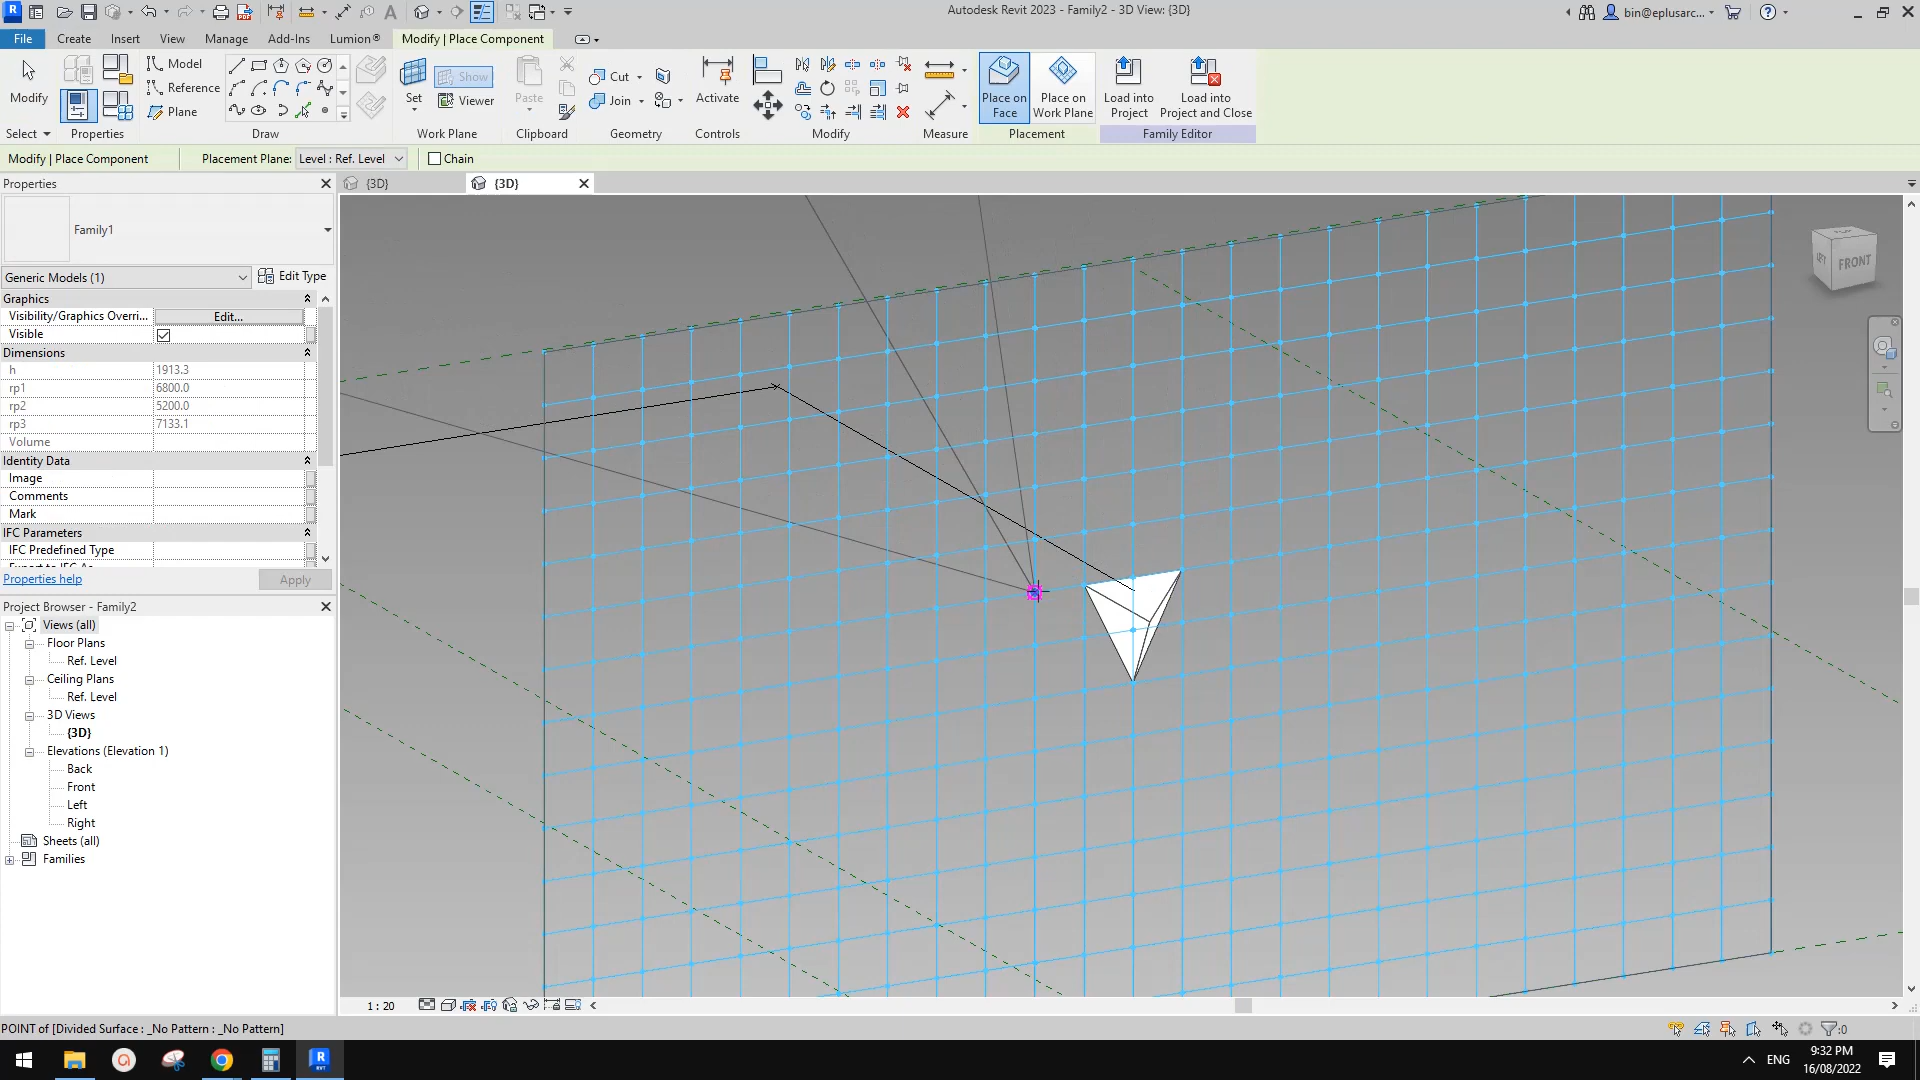 Autodesk Revit 2023 - Family2 - 3D View: {3D}
bin@eplusarc...
File Create Insert View Manage Add-Ins Lumion® Modify | Place Component
Modify
Select
Properties
Model
Reference
Plane
Draw
Set
Show
Viewer
Work Plane
Paste
Clipboard
Cut
Join
Geometry
Activate
Controls
Modify
Measure
Place on Face
Place on Work Plane
Placement
Load into Project
Load into Project and Close
Family Editor
Modify | Place Component Placement Plane: Level : Ref. Level Chain
Properties
{3D}
{3D}
Family1
Generic Models (1) Edit Type
Graphics
Visibility/Graphics Overri... Edit...
Visible
Dimensions
h 1913.3
rp1 6800.0
rp2 5200.0
rp3 7133.1
Volume
Identity Data
Image
Comments
Mark
IFC Parameters
IFC Predefined Type
Properties help Apply
Project Browser - Family2
Views (all)
Floor Plans
Ref. Level
Ceiling Plans
Ref. Level
3D Views
{3D}
Elevations (Elevation 1)
Back
Front
Left
Right
Sheets (all)
Families
LEFT
FRONT
1 : 20
POINT of [Divided Surface : _No Pattern : _No Pattern]
:0
ENG
9:32 PM
16/08/2022